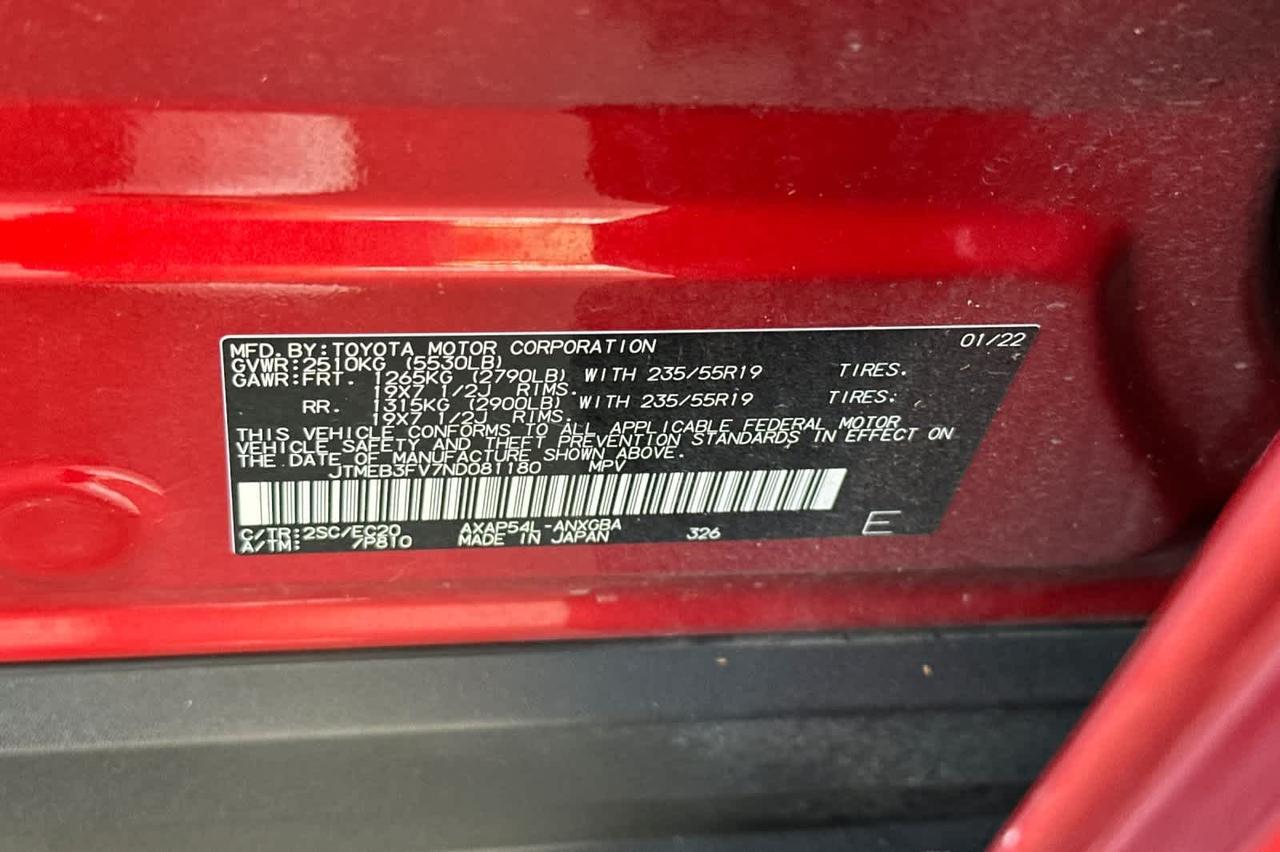 MFD. BY: TOYOTA MOTOR CORPORATION 01/22
GVWR: 2510KG (5530LB)
GAWR: FRT. 1265KG (2790LB) WITH 235/55R19 TIRES.
19X7 1/2J RIMS.
RR. 1315KG (2900LB) WITH 235/55R19 TIRES:
19X7 1/2J RIMS.
THIS VEHICLE CONFORMS TO ALL APPLICABLE FEDERAL MOTOR
VEHICLE SAFETY AND THEFT PREVENTION STANDARDS IN EFFECT ON
THE DATE OF MANUFACTURE SHOWN ABOVE.
JTMEB3FV7ND081180 MPV
C/TR: 2SC/EC20 AXAP54L-ANXGBA
A/TM: /P810 MADE IN JAPAN 326
E